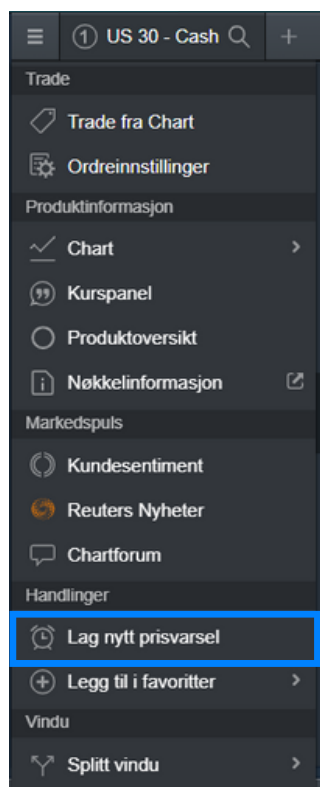 1 US 30 - Cash
Trade
Trade fra Chart
Ordreinnstillinger
Produktinformasjon
Chart
Kurspanel
Produktoversikt
Nøkkelinformasjon
Markedspuls
Kundesentiment
Reuters Nyheter
Chartforum
Handlinger
Lag nytt prisvarsel
Legg til i favoritter
Vindu
Splitt vindu